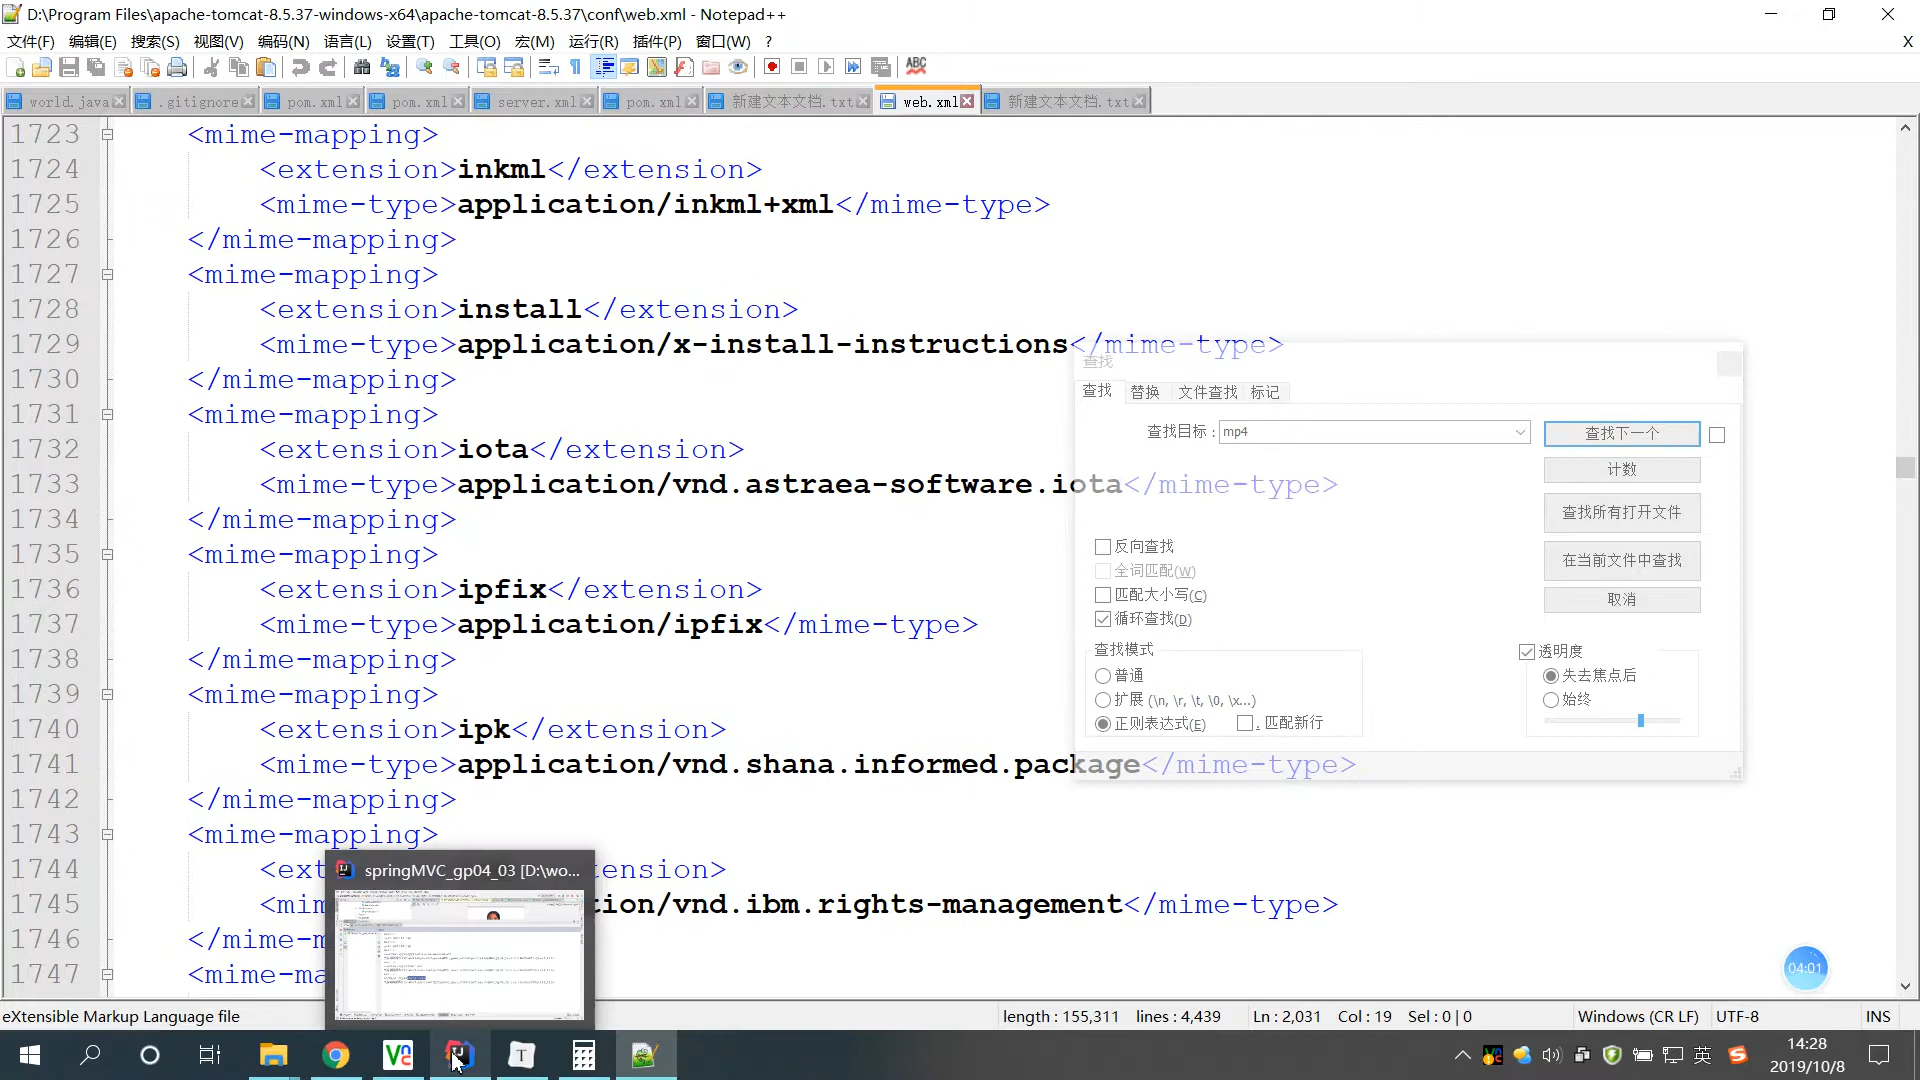 D:\Program Files\apache-tomcat-8.5.37-windows-x64\apache-tomcat-8.5.37\conf\web.xml - Notepad++
文件(F) 编辑(E) 搜索(S) 视图(V) 编码(N) 语言(L) 设置(T) 工具(O) 宏(M) 运行(R) 插件(P) 窗口(W) ? X
world.java .gitignore pom.xml pom.xml server.xml pom.xml 新建文本文档.txt web.xml 新建文本文档.txt
1723 <mime-mapping>
1724 <extension>inkml</extension>
1725 <mime-type>application/inkml+xml</mime-type>
1726 </mime-mapping>
1727 <mime-mapping>
1728 <extension>install</extension>
1729 <mime-type>application/x-install-instructions</mime-type>
1730 </mime-mapping>
1731 <mime-mapping>
1732 <extension>iota</extension>
1733 <mime-type>application/vnd.astraea-software.iota</mime-type>
1734 </mime-mapping>
1735 <mime-mapping>
1736 <extension>ipfix</extension>
1737 <mime-type>application/ipfix</mime-type>
1738 </mime-mapping>
1739 <mime-mapping>
1740 <extension>ipk</extension>
1741 <mime-type>application/vnd.shana.informed.package</mime-type>
1742 </mime-mapping>
1743 <mime-mapping>
1744 <ext tension>
1745 <mim tion/vnd.ibm.rights-management</mime-type>
1746 </mime-m
1747 <mime-ma
查找
查找 替换 文件查找 标记
查找目标: mp4 查找下一个
计数
查找所有打开文件
反向查找
全词匹配(W) 在当前文件中查找
匹配大小写(C) 取消
循环查找(D)
查找模式 透明度
普通 失去焦点后
扩展 (\n, \r, \t, \0, \x...) 始终
正则表达式(E) . 匹配新行
springMVC_gp04_03 [D:\wo...
04:01
eXtensible Markup Language file length : 155,311 lines : 4,439 Ln : 2,031 Col : 19 Sel : 0 | 0 Windows (CR LF) UTF-8 INS
14:28
英
2019/10/8